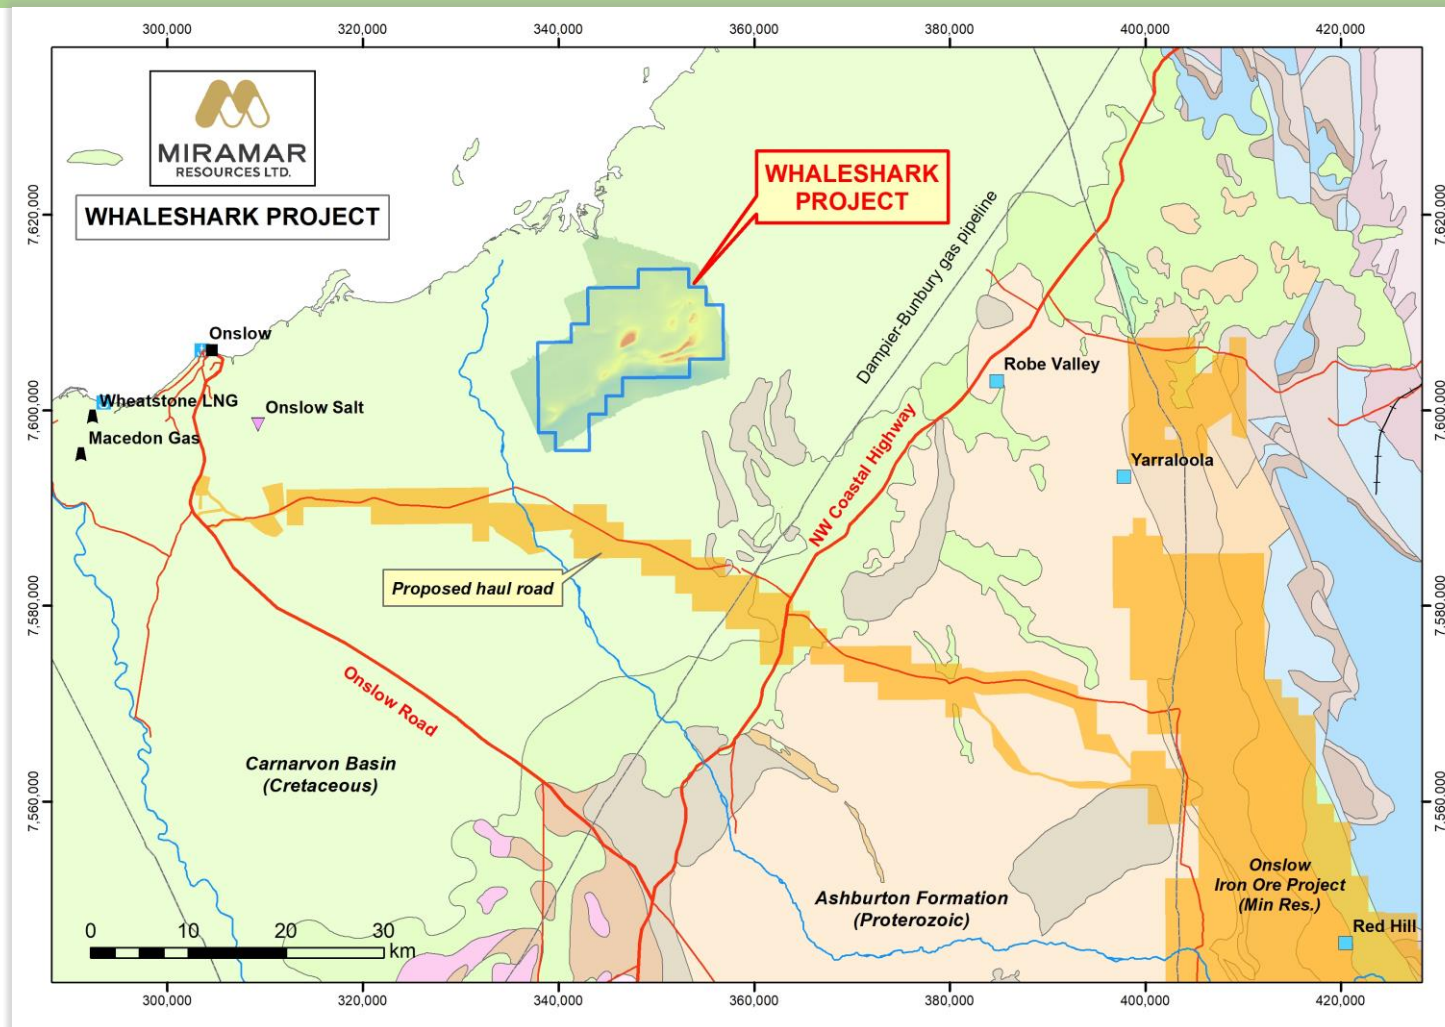 300,000
320,000
340,000
360,000
380,000
400,000
420,000
MIRAMAR
RESOURCES LTD.
WHALESHARK PROJECT
WHALESHARK
PROJECT
7,620,000
7,620,000
Dampier-Bunbury gas pipeline
Onslow
Robe Valley
Wheatstone LNG
Onslow Salt
7,600,000
7,600,000
Macedon Gas
NW Coastal Highway
Yarraloola
Proposed haul road
7,580,000
7,580,000
Onslow Road
Carnarvon Basin
(Cretaceous)
7,560,000
7,560,000
Ashburton Formation
(Proterozoic)
Onslow
Iron Ore Project
(Min Res.)
Red Hill
0 10 20 30
km
300,000
320,000
340,000
360,000
380,000
400,000
420,000